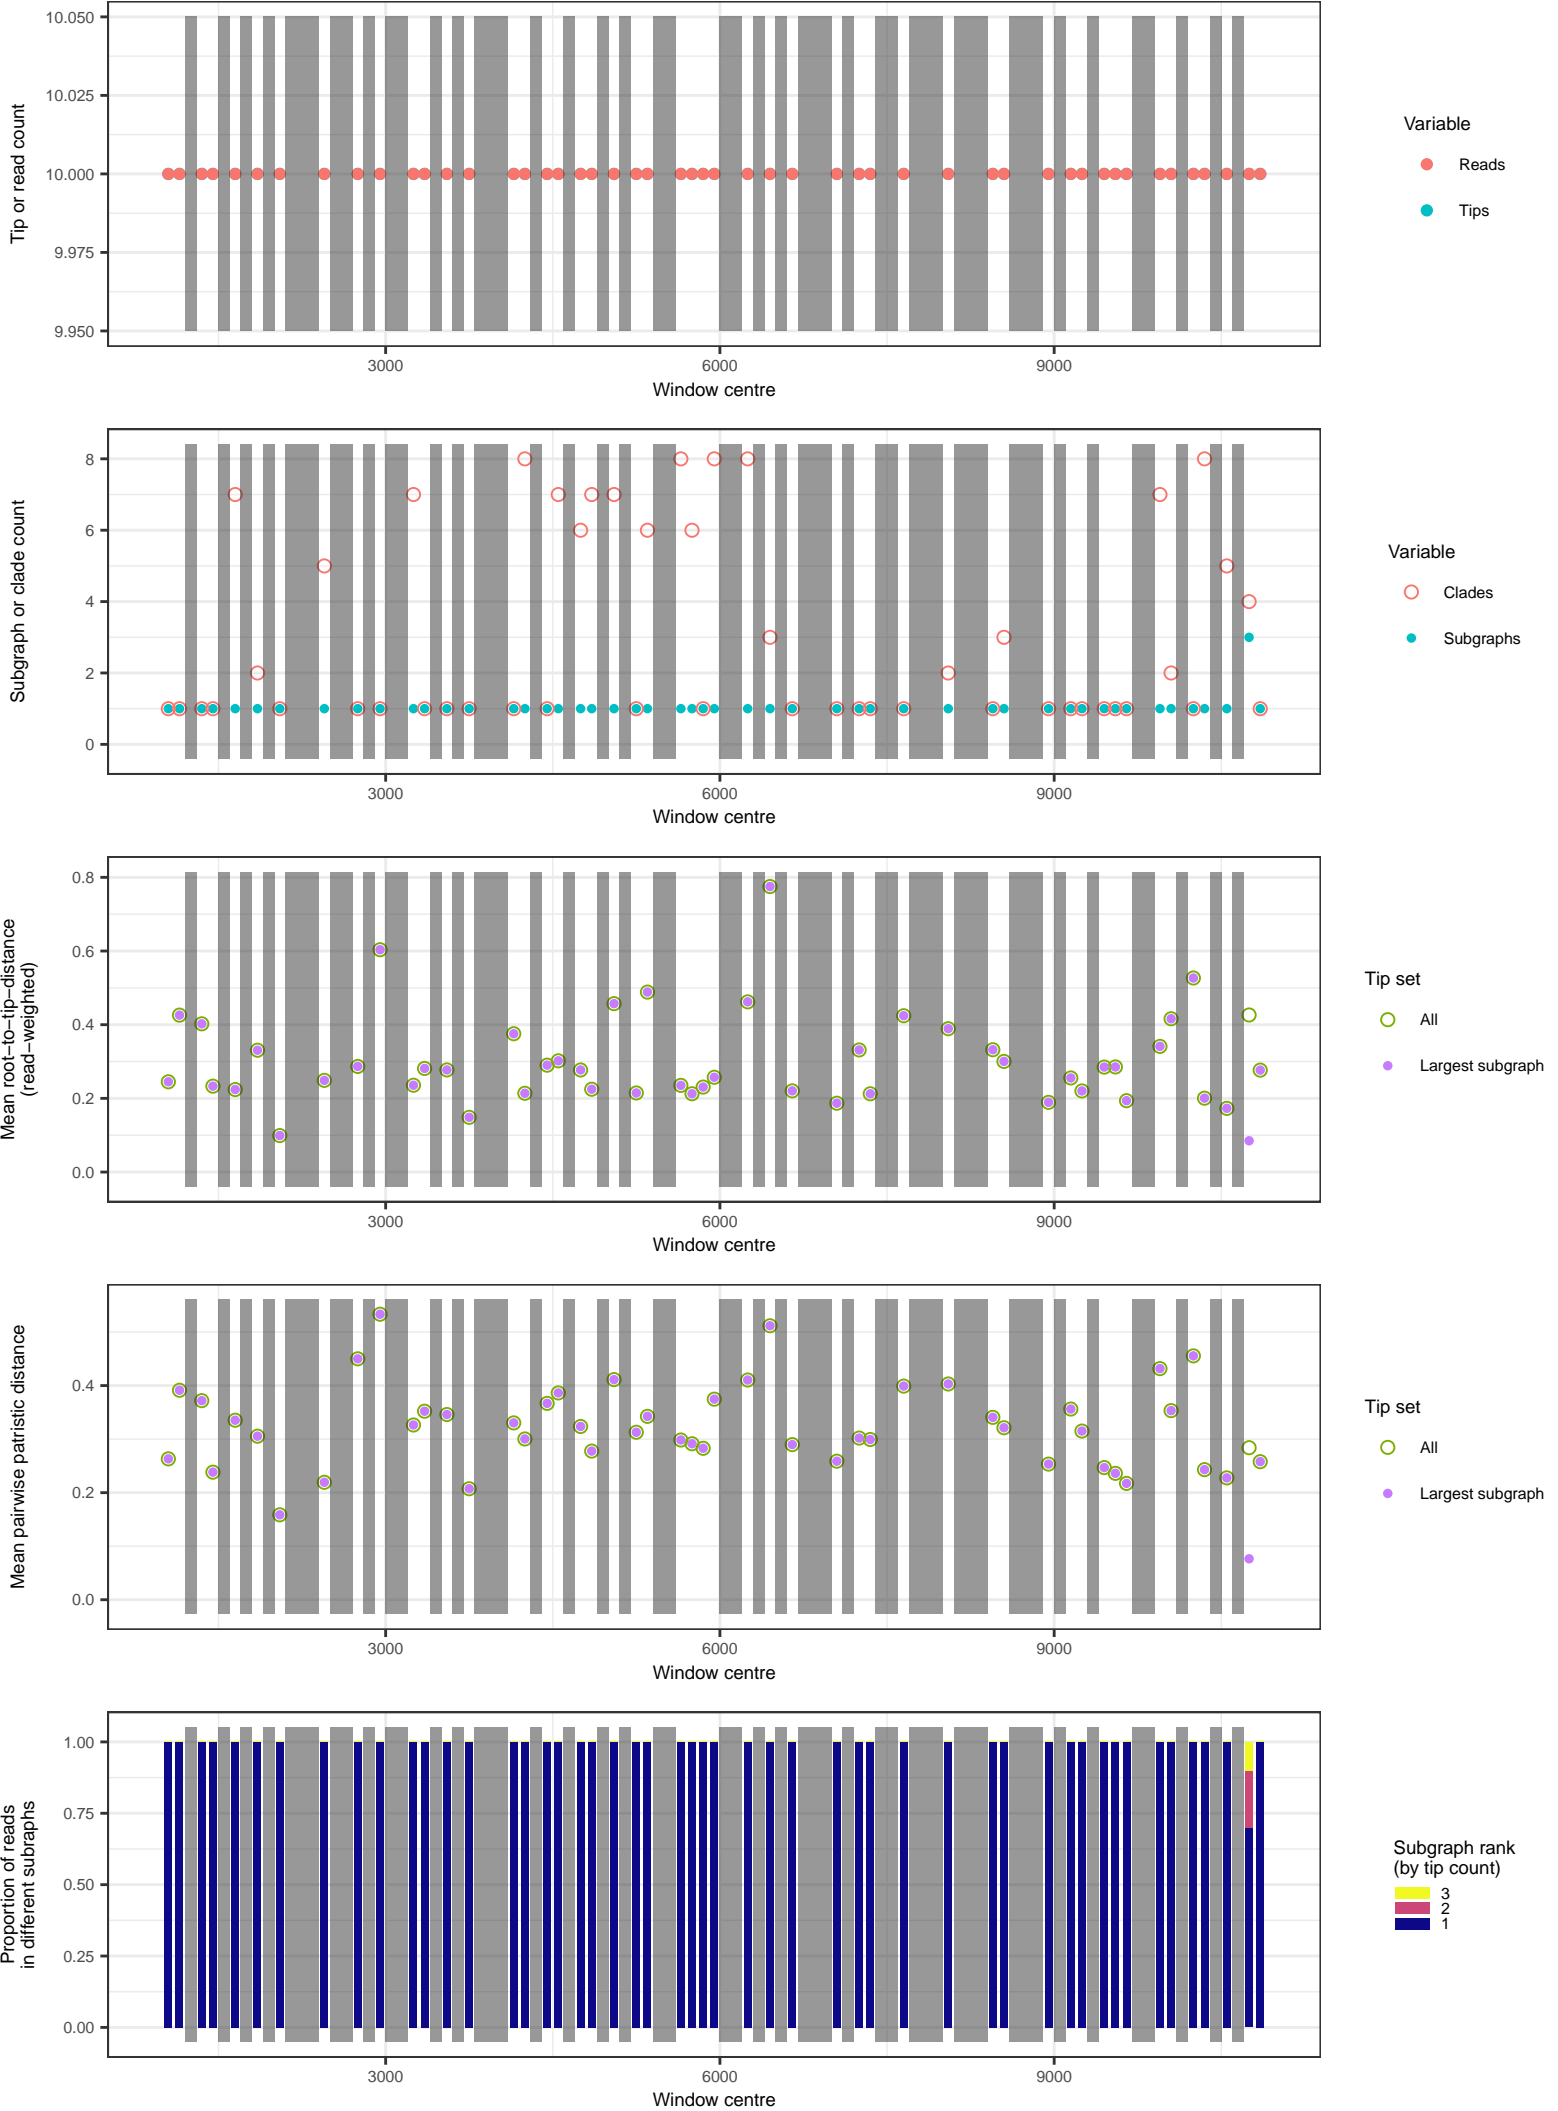 10.050
10.025
10.000
9.975
9.950
Tip or read count
3000
6000
9000
Window centre
Variable
Reads
Tips
8
6
4
2
0
Subgraph or clade count
3000
6000
9000
Window centre
Variable
Clades
Subgraphs
0.8
0.6
0.4
0.2
0.0
Mean root−to−tip−distance
(read−weighted)
3000
6000
9000
Window centre
Tip set
All
Largest subgraph
0.4
0.2
0.0
Mean pairwise patristic distance
3000
6000
9000
Window centre
Tip set
All
Largest subgraph
1.00
0.75
0.50
0.25
0.00
Proportion of reads
in different subraphs
3000
6000
9000
Window centre
Subgraph rank
(by tip count)
3
2
1